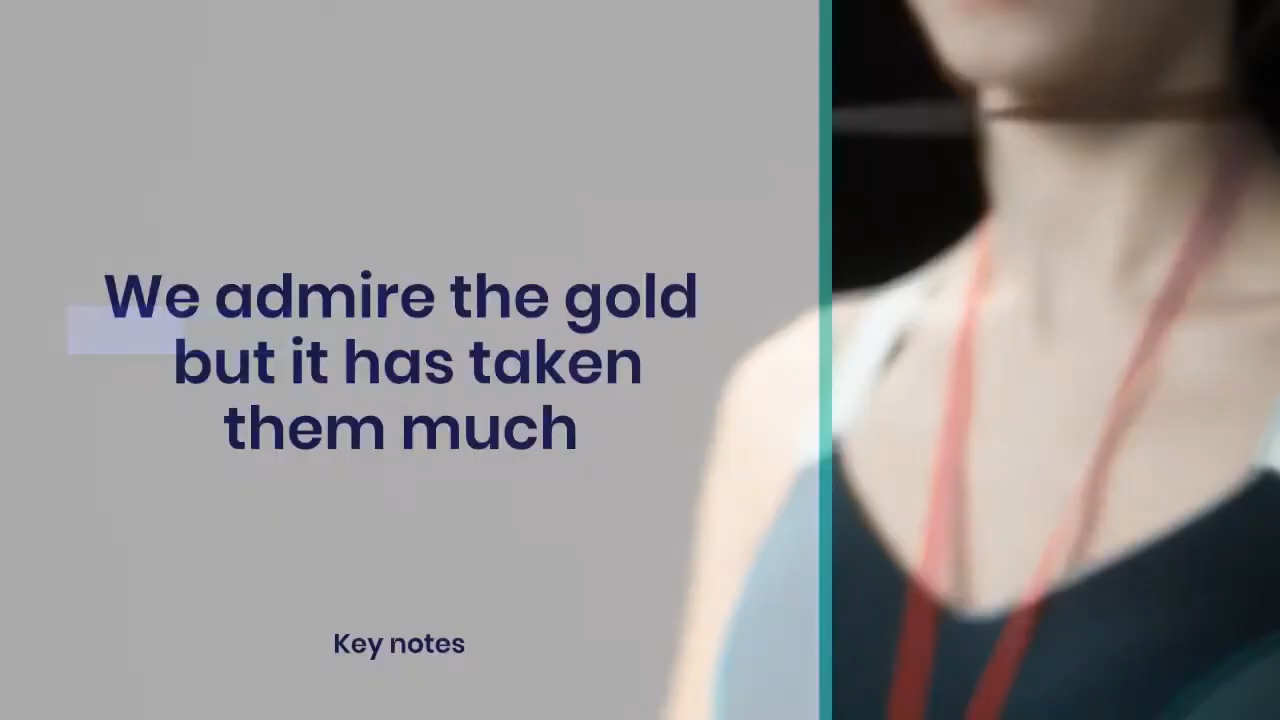 We admire the gold
but it has taken
them much
Key notes